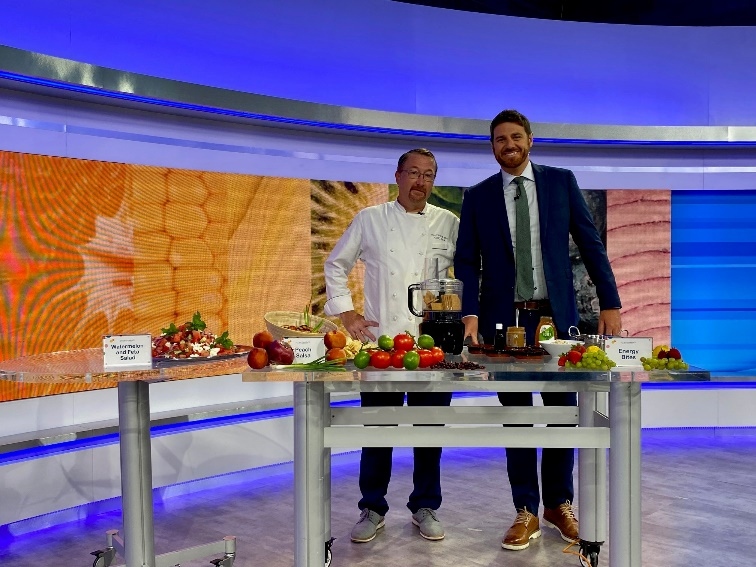 Watermelon
and Feta
Salad
Peach
Salsa
Energy
Bites